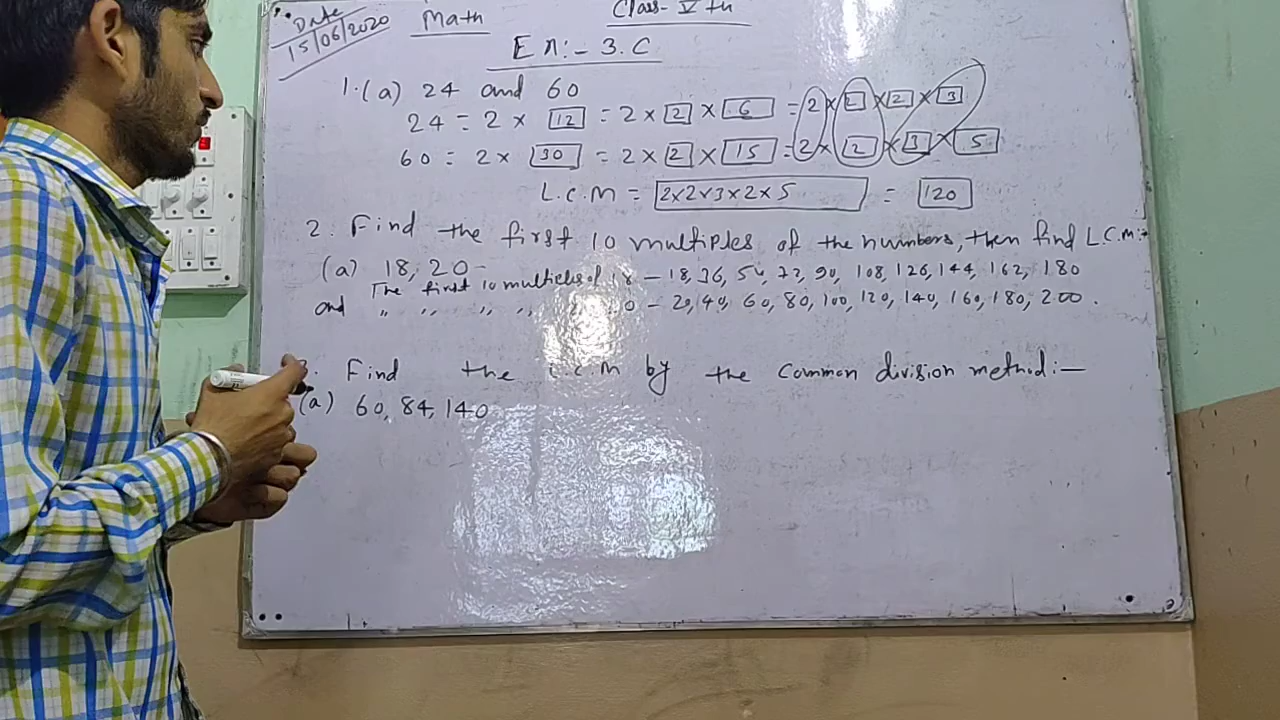 Date
15/06/2020
Math
Class- Vth
Ex:- 3.C
1.(a) 24 and 60
24 = 2 × 12 = 2 × 2 × 6 = 2 × 2 × 2 × 3
60 = 2 × 30 = 2 × 2 × 15 = 2 × 2 × 3 × 5
L.C.M = 2×2×3×2×5 = 120
2. Find the first 10 multiples of the numbers, then find L.C.M:-
(a) 18, 20-
The first 10 multiples of 18 - 18, 36, 54, 72, 90, 108, 126, 144, 162, 180
and " " " " 0 - 20, 40, 60, 80, 100, 120, 140, 160, 180, 200.
Find the L.C.M by the common division method:-
(a) 60, 84, 140